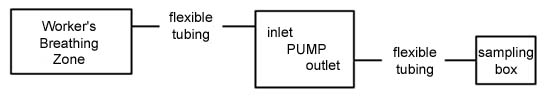 Worker's
Breathing
Zone
flexible
tubing
inlet
PUMP
outlet
flexible
tubing
sampling
box